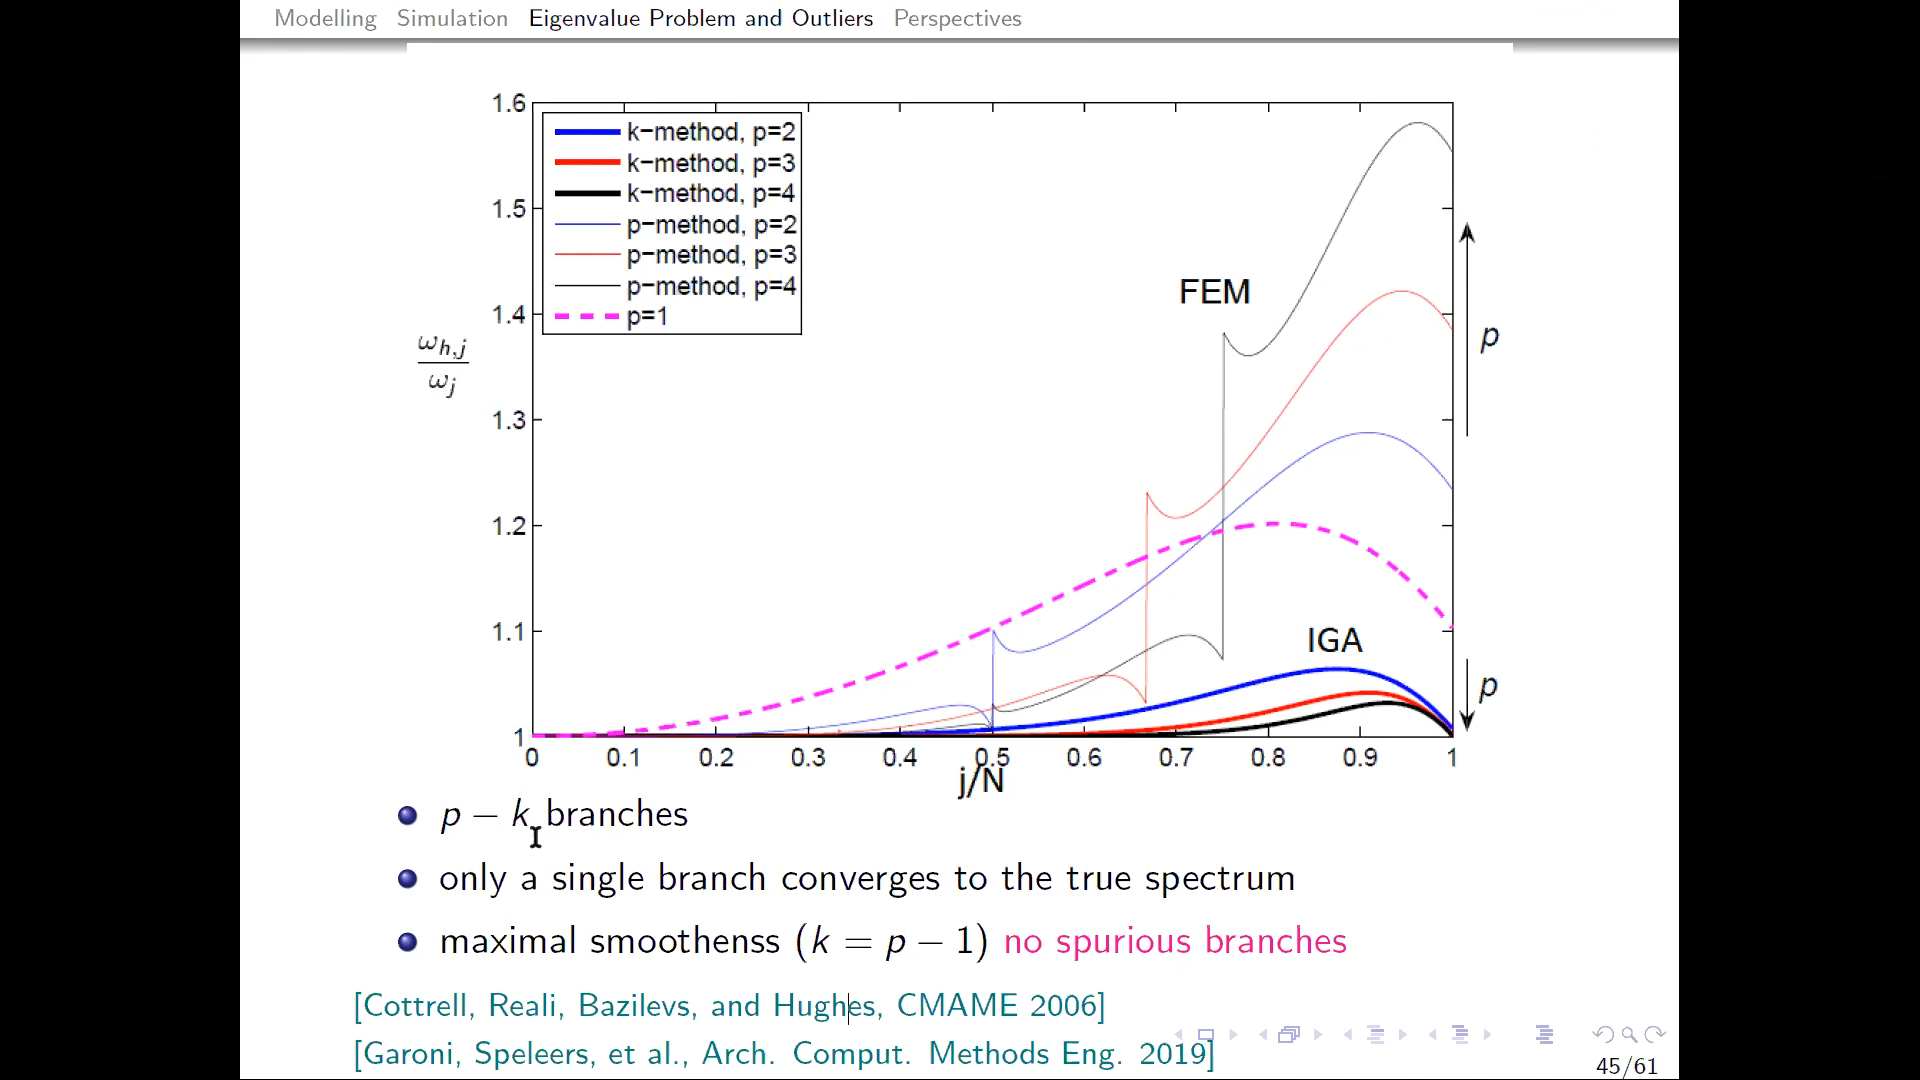 Modelling Simulation Eigenvalue Problem and Outliers Perspectives
1.6
k−method, p=2
k−method, p=3
k−method, p=4
p−method, p=2
p−method, p=3
p−method, p=4
p=1
1.5
1.4
1.3
1.2
1.1
1
ω_{h,j}
ω_j
FEM
p
IGA
p
0 0.1 0.2 0.3 0.4 0.5 0.6 0.7 0.8 0.9 1
j/N
p − k branches
only a single branch converges to the true spectrum
maximal smoothenss (k = p − 1) no spurious branches
[Cottrell, Reali, Bazilevs, and Hughes, CMAME 2006]
[Garoni, Speleers, et al., Arch. Comput. Methods Eng. 2019]
45/61